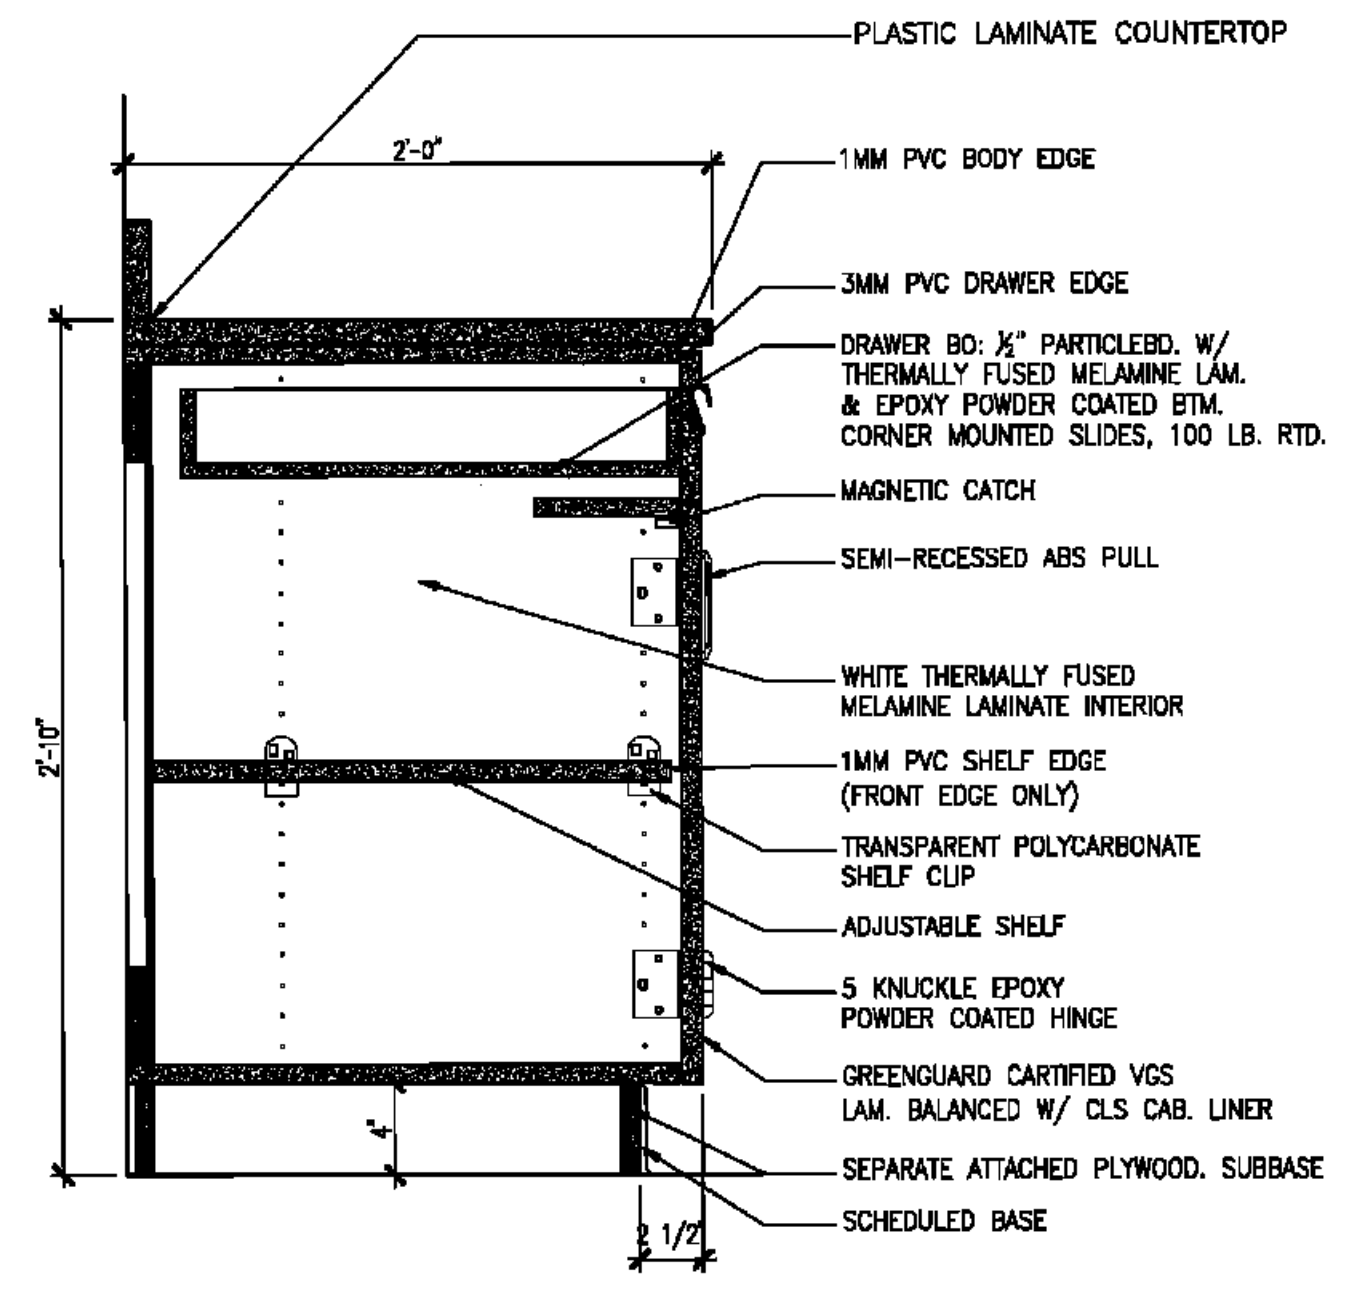 PLASTIC LAMINATE COUNTERTOP
2'-0"
1MM PVC BODY EDGE
3MM PVC DRAWER EDGE
DRAWER BO: ½" PARTICLEBD. W/
THERMALLY FUSED MELAMINE LAM.
& EPOXY POWDER COATED BTM.
CORNER MOUNTED SLIDES, 100 LB. RTD.
MAGNETIC CATCH
SEMI-RECESSED ABS PULL
WHITE THERMALLY FUSED
MELAMINE LAMINATE INTERIOR
2'-10"
1MM PVC SHELF EDGE
(FRONT EDGE ONLY)
TRANSPARENT POLYCARBONATE
SHELF CLIP
ADJUSTABLE SHELF
5 KNUCKLE EPOXY
POWDER COATED HINGE
GREENGUARD CARTIFIED VGS
LAM. BALANCED W/ CLS CAB. LINER
4"
SEPARATE ATTACHED PLYWOOD. SUBBASE
SCHEDULED BASE
2 1/2"